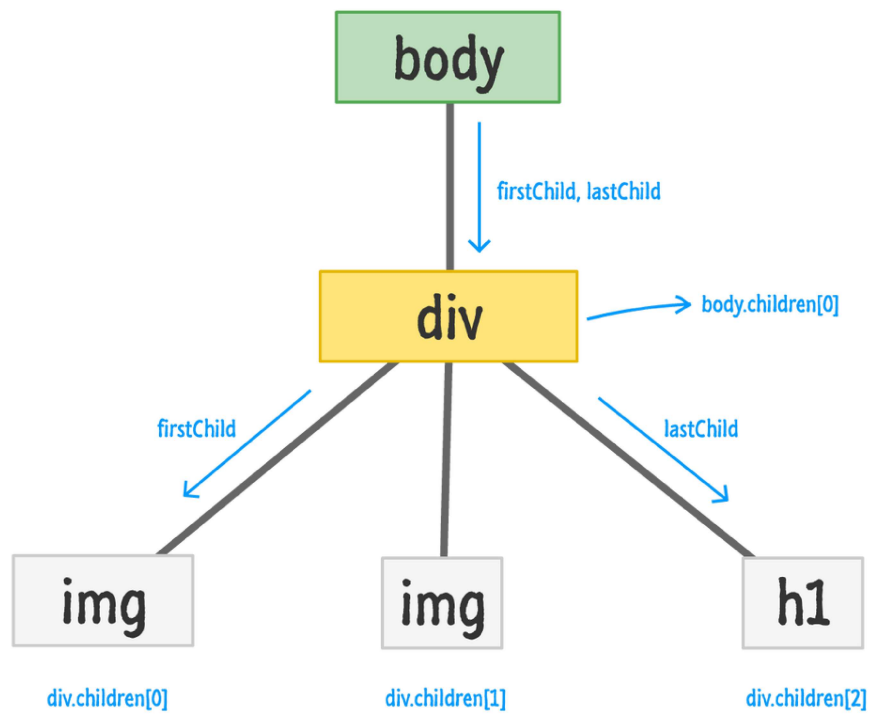 body
firstChild, lastChild
div
body.children[0]
firstChild
lastChild
img
img
h1
div.children[0]
div.children[1]
div.children[2]